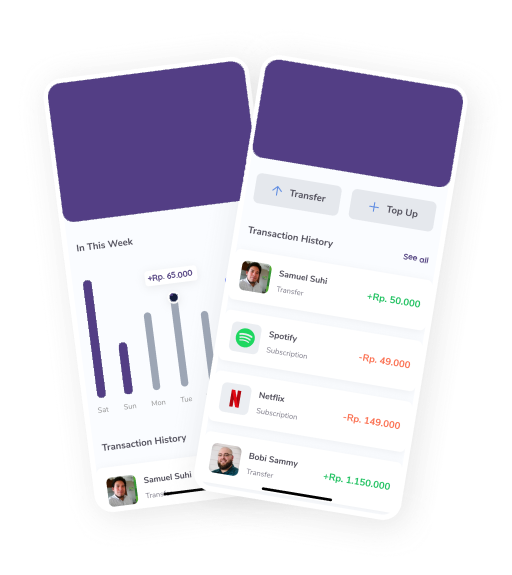 In This Week
+Rp. 65.000
Sat
Sun
Mon
Tue
Transaction History
Samuel Suhi
Transfer
Top Up
Transaction History
See all
Samuel Suhi
Transfer
+Rp. 50.000
Spotify
Subscription
-Rp. 49.000
Netflix
Subscription
-Rp. 149.000
Bobi Sammy
Transfer
+Rp. 1.150.000